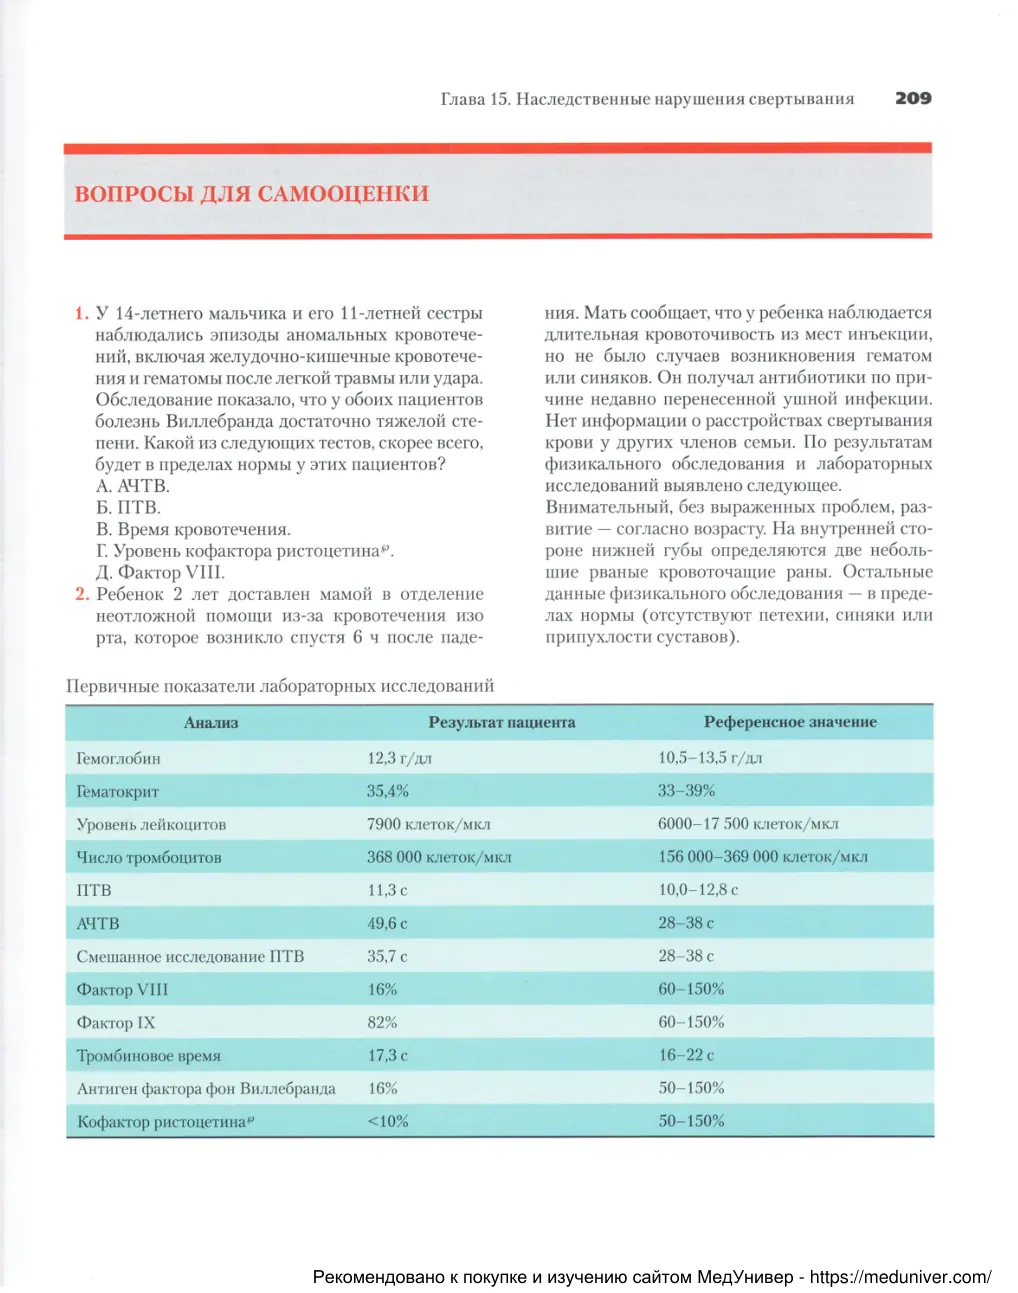 Глава 15. Наследственные нарушения свертывания 209
ВОПРОСЫ ДЛЯ САМООЦЕНКИ
1. У 14-летнего мальчика и его 11-летней сестры
наблюдались эпизоды аномальных кровотече-
ний, включая желудочно-кишечные кровотече-
ния и гематомы после легкой травмы или удара.
Обследование показало, что у обоих пациентов
болезнь Виллебранда достаточно тяжелой сте-
пени. Какой из следующих тестов, скорее всего,
будет в пределах нормы у этих пациентов?
А. АЧТВ.
Б. ПТВ.
В. Время кровотечения.
Г. Уровень кофактора ристоцетина℘.
Д. Фактор VIII.
2. Ребенок 2 лет доставлен мамой в отделение
неотложной помощи из-за кровотечения изо
рта, которое возникло спустя 6 ч после паде-
ния. Мать сообщает, что у ребенка наблюдается
длительная кровоточивость из мест инъекции,
но не было случаев возникновения гематом
или синяков. Он получал антибиотики по при-
чине недавно перенесенной ушной инфекции.
Нет информации о расстройствах свертывания
крови у других членов семьи. По результатам
физикального обследования и лабораторных
исследований выявлено следующее.
Внимательный, без выраженных проблем, раз-
витие — согласно возрасту. На внутренней сто-
роне нижней губы определяются две неболь-
шие рваные кровоточащие раны. Остальные
данные физикального обследования — в преде-
лах нормы (отсутствуют петехии, синяки или
припухлости суставов).
Первичные показатели лабораторных исследований
Анализ Результат пациента Референсное значение
Гемоглобин 12,3 г/дл 10,5–13,5 г/дл
Гематокрит 35,4% 33–39%
Уровень лейкоцитов 7900 клеток/мкл 6000–17 500 клеток/мкл
Число тромбоцитов 368 000 клеток/мкл 156 000–369 000 клеток/мкл
ПТВ 11,3 с 10,0–12,8 с
АЧТВ 49,6 с 28–38 с
Смешанное исследование ПТВ 35,7 с 28–38 с
Фактор VIII 16% 60–150%
Фактор IX 82% 60–150%
Тромбиновое время 17,3 с 16–22 с
Антиген фактора фон Виллебранда 16% 50–150%
Кофактор ристоцетина℘ <10% 50–150%
Рекомендовано к покупке и изучению сайтом МедУнивер - https://meduniver.com/